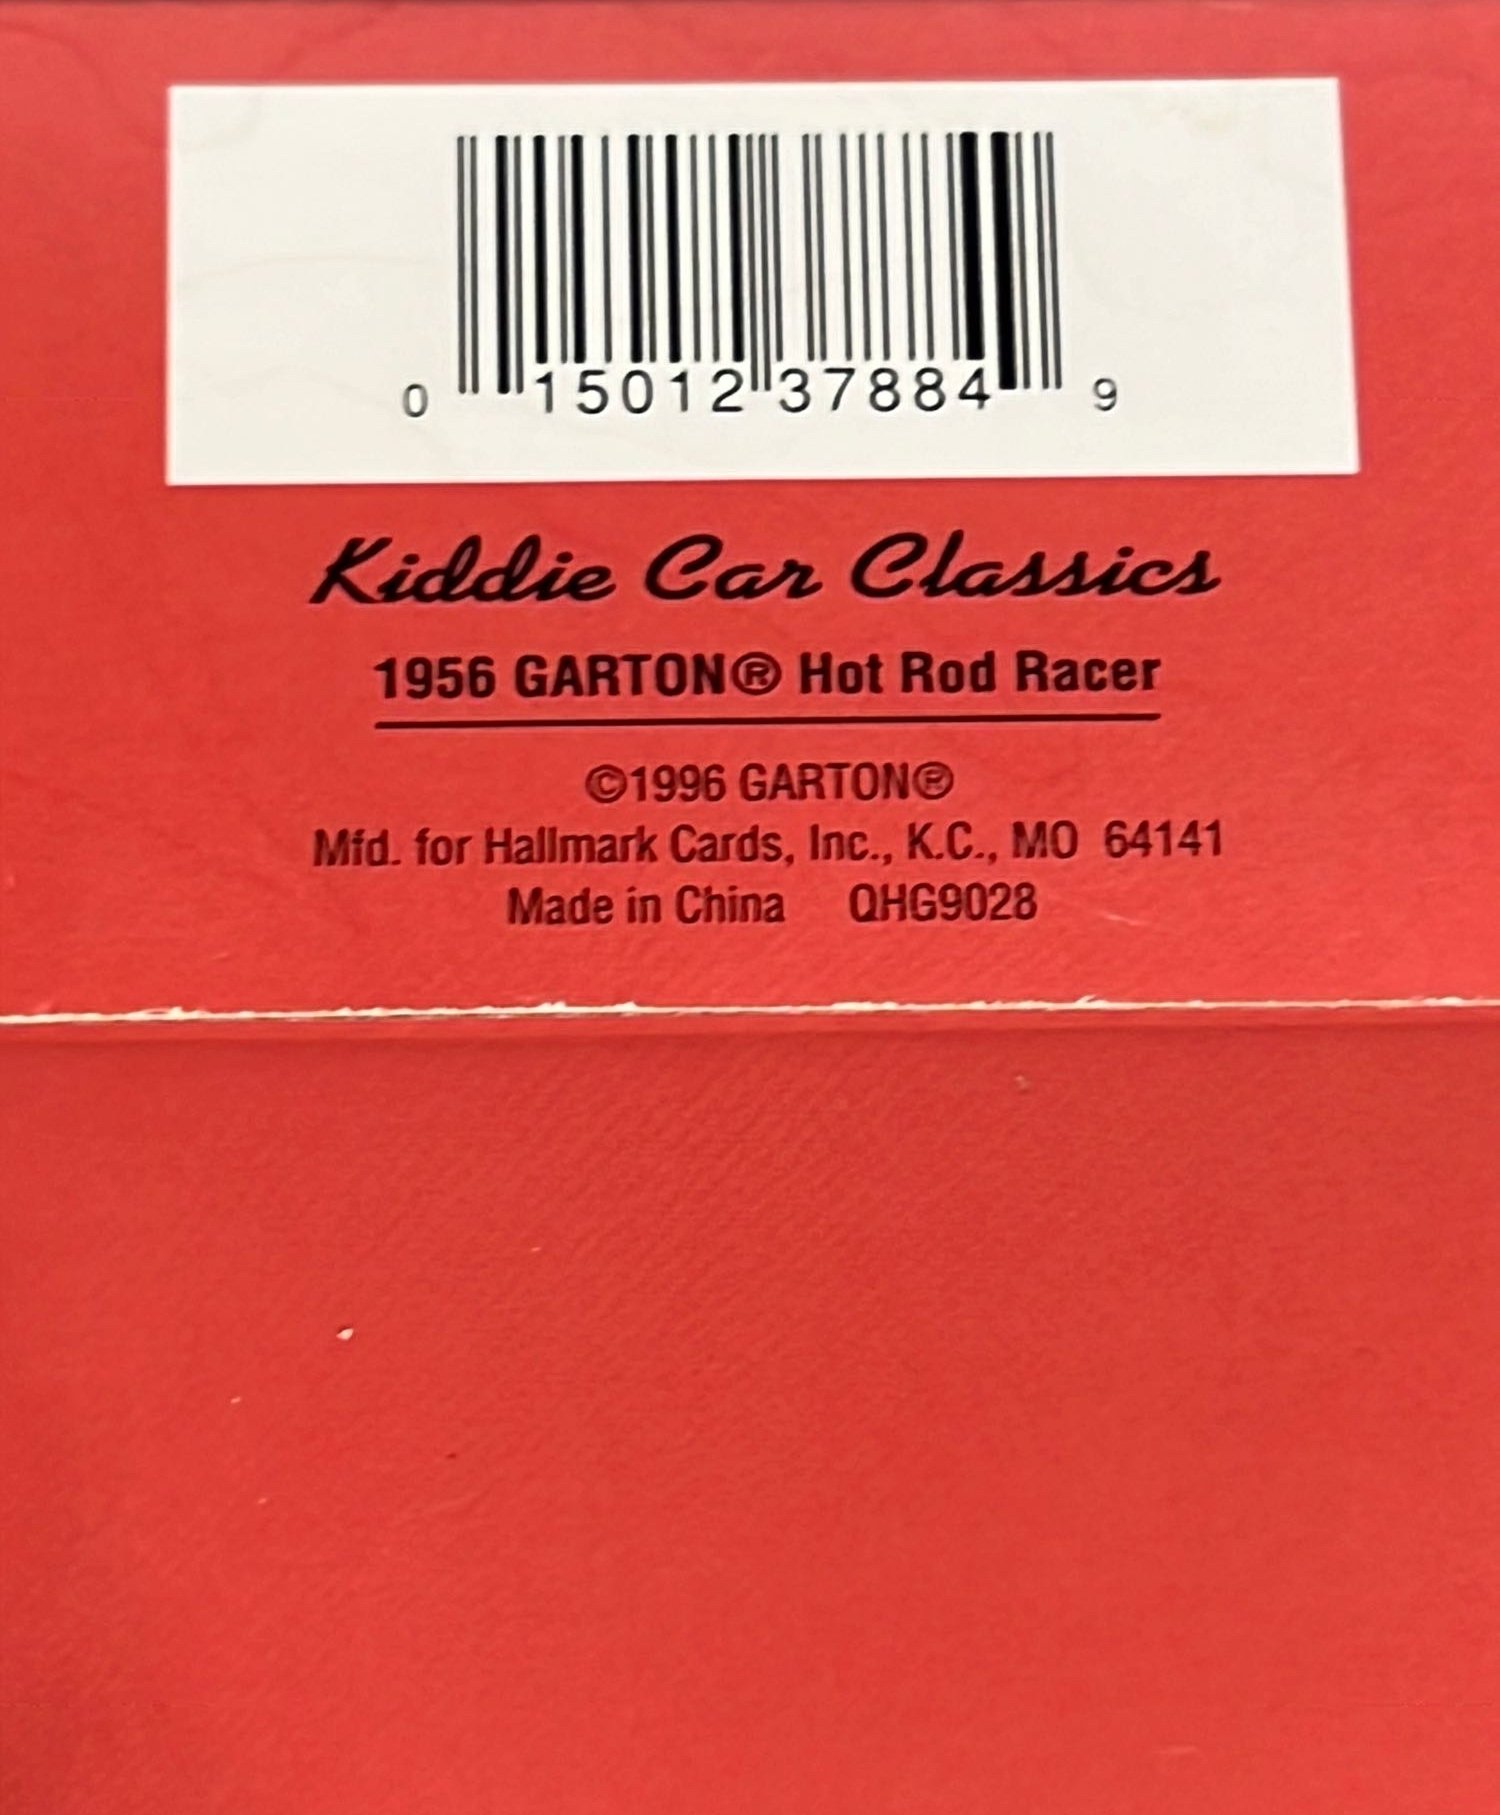 0 15012 37884 9
Kiddie Car Classics
1956 GARTON® Hot Rod Racer
©1996 GARTON®
Mfd. for Hallmark Cards, Inc., K.C., MO 64141
Made in China QHG9028